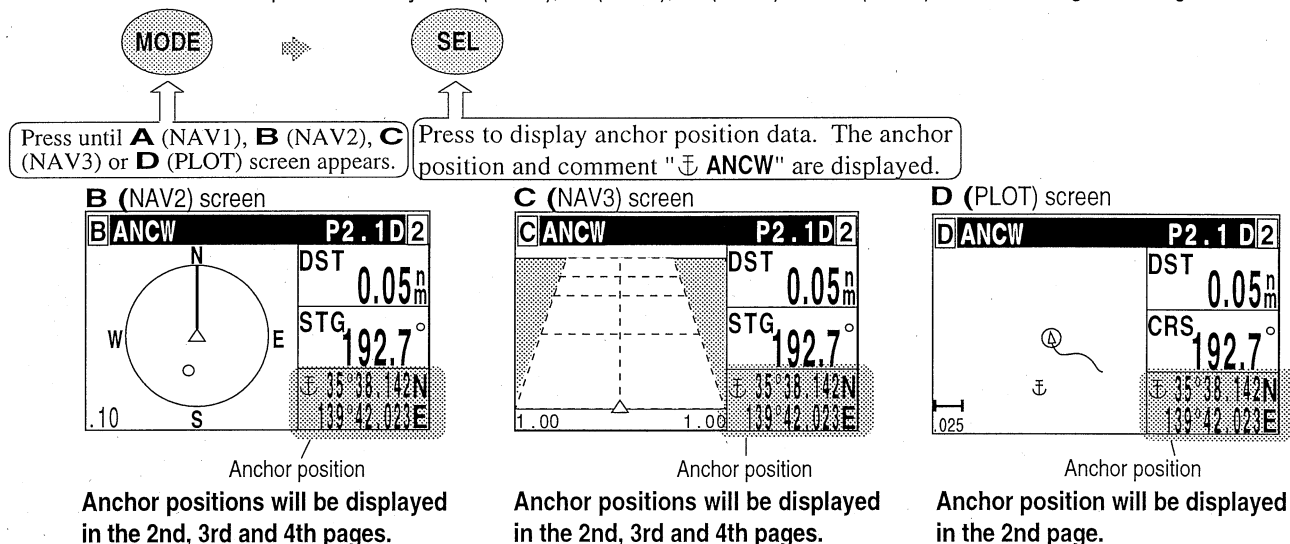 MODE
SEL
Press until A (NAV1), B (NAV2), C
(NAV3) or D (PLOT) screen appears.
Press to display anchor position data. The anchor
position and comment "⚓ ANCW" are displayed.
B (NAV2) screen
B ANCW P2.1D 2
N
W
E
S
.10
DST
0.05 nm
STG
192.7°
⚓ 35°38.142N
139°42.023E
Anchor position
Anchor positions will be displayed
in the 2nd, 3rd and 4th pages.
C (NAV3) screen
C ANCW P2.1D 2
1.00
1.00
DST
0.05 nm
STG
192.7°
⚓ 35°38.142N
139°42.023E
Anchor position
Anchor positions will be displayed
in the 2nd, 3rd and 4th pages.
D (PLOT) screen
D ANCW P2.1 D 2
.025
DST
0.05 nm
CRS
192.7°
⚓ 35°38.142N
139°42.023E
Anchor position
Anchor position will be displayed
in the 2nd page.